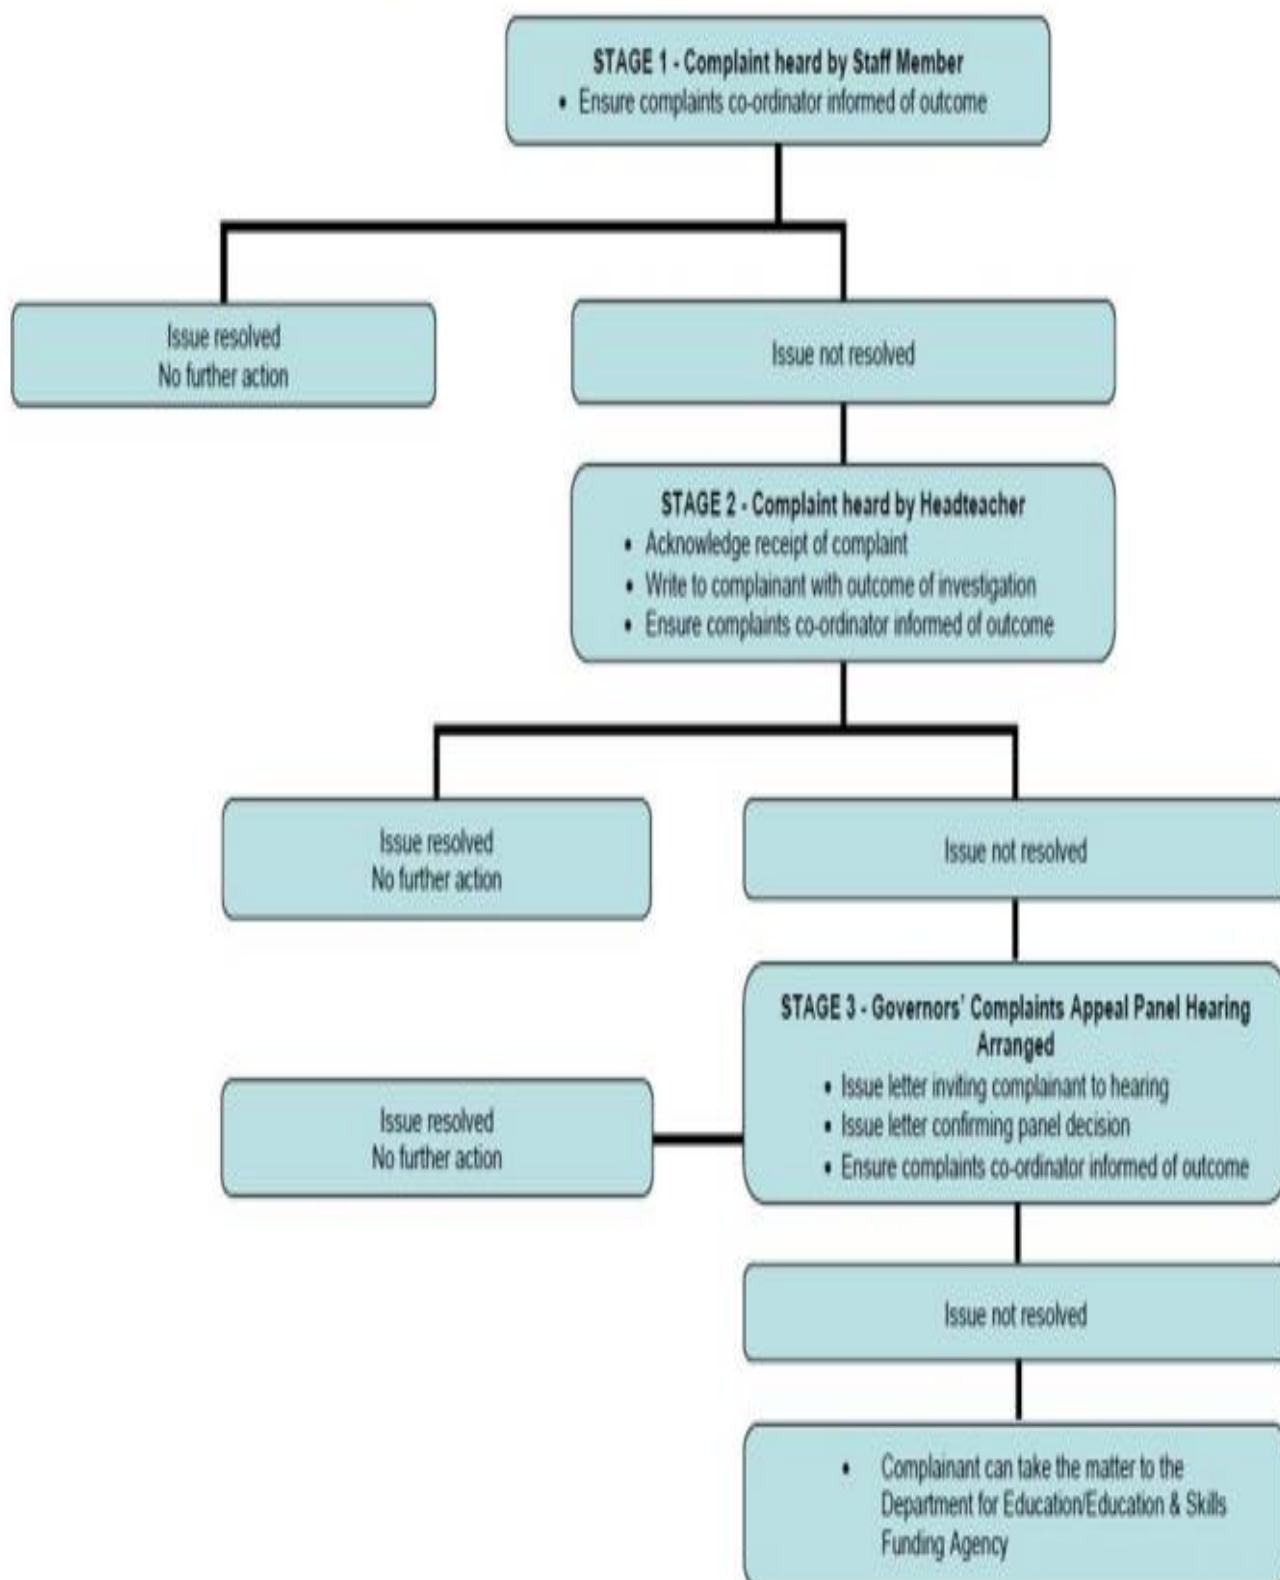 STAGE 1 - Complaint heard by Staff Member
• Ensure complaints co-ordinator informed of outcome
Issue resolved
No further action
Issue not resolved
STAGE 2 - Complaint heard by Headteacher
• Acknowledge receipt of complaint
• Write to complainant with outcome of investigation
• Ensure complaints co-ordinator informed of outcome
Issue resolved
No further action
Issue not resolved
STAGE 3 - Governors' Complaints Appeal Panel Hearing
Arranged
• Issue letter inviting complainant to hearing
• Issue letter confirming panel decision
• Ensure complaints co-ordinator informed of outcome
Issue resolved
No further action
Issue not resolved
• Complainant can take the matter to the
Department for Education/Education & Skills
Funding Agency